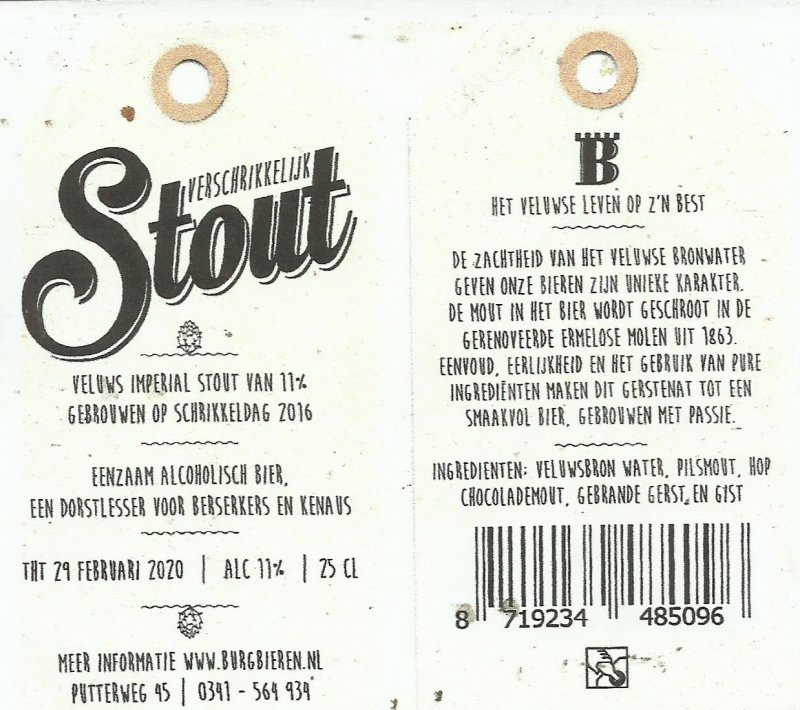 VERSCHRIKKELIJK
Stout
VELUWS IMPERIAL STOUT VAN 11%
GEBROUWEN OP SCHRIKKELDAG 2016
EENZAAM ALCOHOLISCH BIER,
EEN DORSTLESSER VOOR BERSERKERS EN KENAUS
THT 29 FEBRUARI 2020 | ALC 11% | 25 CL
MEER INFORMATIE WWW.BURGBIEREN.NL
PUTTERWEG 45 | 0341 - 564 934
B
HET VELUWSE LEVEN OP Z'N BEST
DE ZACHTHEID VAN HET VELUWSE BRONWATER
GEVEN ONZE BIEREN ZIJN UNIEKE KARAKTER.
DE MOUT IN HET BIER WORDT GESCHROOT IN DE
GERENOVEERDE ERMELOSE MOLEN UIT 1863.
EENVOUD, EERLIJKHEID EN HET GEBRUIK VAN PURE
INGREDIËNTEN MAKEN DIT GERSTENAT TOT EEN
SMAAKVOL BIER, GEBROUWEN MET PASSIE.
INGREDIENTEN: VELUWSBRON WATER, PILSMOUT, HOP
CHOCOLADEMOUT, GEBRANDE GERST, EN GIST
8 719234 485096